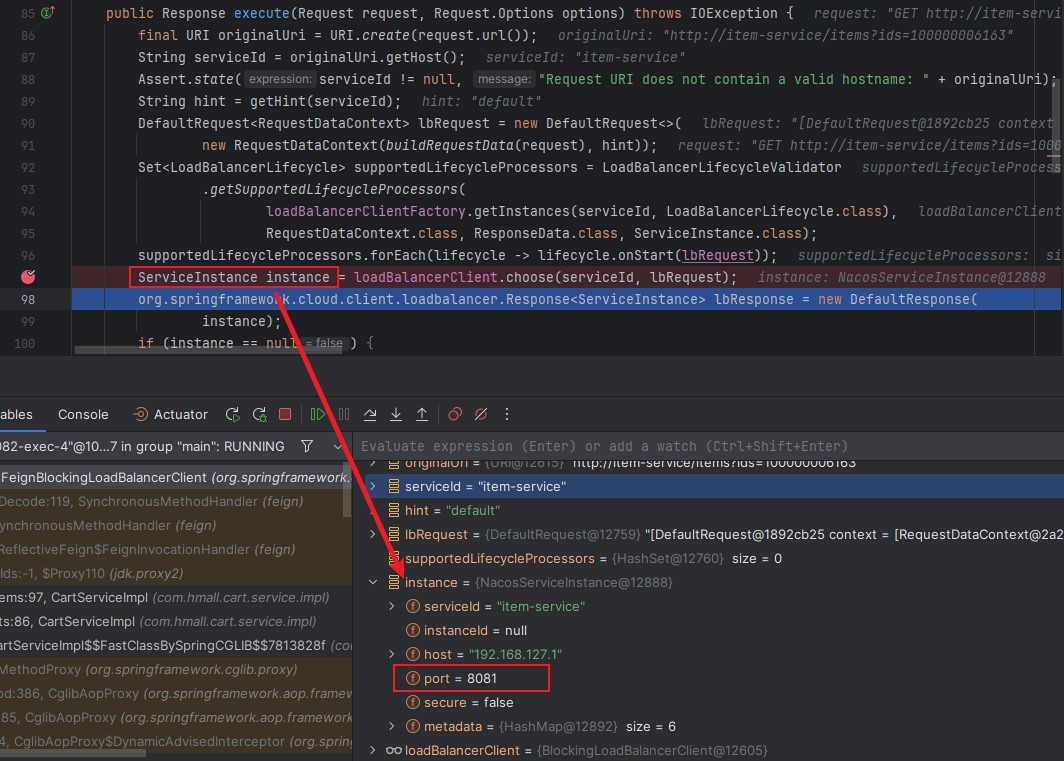 85 public Response execute(Request request, Request.Options options) throws IOException { request: "GET http://item-servi
86 final URI originalUri = URI.create(request.url()); originalUri: "http://item-service/items?ids=100000006163"
87 String serviceId = originalUri.getHost(); serviceId: "item-service"
88 Assert.state( expression: serviceId != null, message: "Request URI does not contain a valid hostname: " + originalUri);
89 String hint = getHint(serviceId); hint: "default"
90 DefaultRequest<RequestDataContext> lbRequest = new DefaultRequest<>( lbRequest: "[DefaultRequest@1892cb25 context
91 new RequestDataContext(buildRequestData(request), hint)); request: "GET http://item-service/items?ids=1000
92 Set<LoadBalancerLifecycle> supportedLifecycleProcessors = LoadBalancerLifecycleValidator supportedLifecycleProcess
93 .getSupportedLifecycleProcessors(
94 loadBalancerClientFactory.getInstances(serviceId, LoadBalancerLifecycle.class), loadBalancerClient
95 RequestDataContext.class, ResponseData.class, ServiceInstance.class);
96 supportedLifecycleProcessors.forEach(lifecycle -> lifecycle.onStart(lbRequest)); supportedLifecycleProcessors: si
ServiceInstance instance = loadBalancerClient.choose(serviceId, lbRequest); instance: NacosServiceInstance@12888
98 org.springframework.cloud.client.loadbalancer.Response<ServiceInstance> lbResponse = new DefaultResponse(
99 instance);
100 if (instance == null = false ) {
ables Console Actuator
082-exec-4"@10...7 in group "main": RUNNING
Evaluate expression (Enter) or add a watch (Ctrl+Shift+Enter)
FeignBlockingLoadBalancerClient (org.springframework.
Decode:119, SynchronousMethodHandler (feign)
SynchronousMethodHandler (feign)
ReflectiveFeign$FeignInvocationHandler (feign)
Ids:-1, $Proxy110 (jdk.proxy2)
ems:97, CartServiceImpl (com.hmall.cart.service.impl)
ts:86, CartServiceImpl (com.hmall.cart.service.impl)
artServiceImpl$$FastClassBySpringCGLIB$$7813828f (co
MethodProxy (org.springframework.cglib.proxy)
od:386, CglibAopProxy (org.springframework.aop.framew
85, CglibAopProxy (org.springframework.aop.framewo
4, CglibAopProxy$DynamicAdvisedInterceptor (org.sprin
originalUri = {URI@12615} "http://item-service/items?ids=100000006163"
serviceId = "item-service"
hint = "default"
lbRequest = {DefaultRequest@12759} "[DefaultRequest@1892cb25 context = [RequestDataContext@2a2
supportedLifecycleProcessors = {HashSet@12760} size = 0
instance = {NacosServiceInstance@12888}
serviceId = "item-service"
instanceId = null
host = "192.168.127.1"
port = 8081
secure = false
metadata = {HashMap@12892} size = 6
loadBalancerClient = {BlockingLoadBalancerClient@12605}